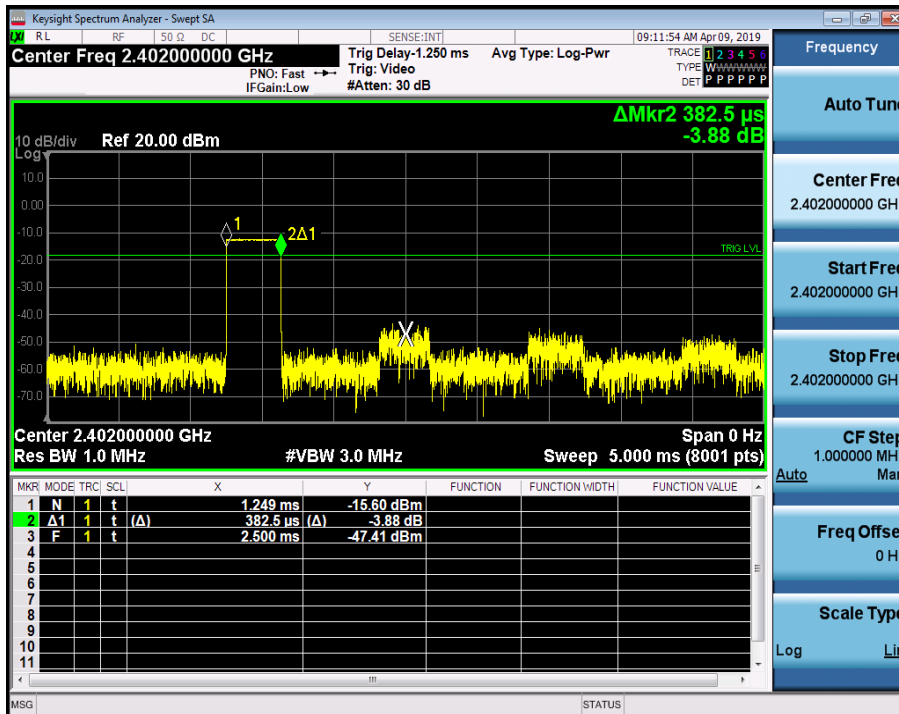 Keysight Spectrum Analyzer - Swept SA
LXI RL RF 50 Ω DC SENSE:INT 09:11:54 AM Apr 09, 2019
Center Freq 2.402000000 GHz
Trig Delay-1.250 ms Avg Type: Log-Pwr
TRACE 1 2 3 4 5 6
PNO: Fast Trig: Video
TYPE WWWWWW
IFGain:Low #Atten: 30 dB
DET P P P P P P
Frequency
Auto Tune
Center Freq
2.402000000 GH
Start Freq
2.402000000 GH
Stop Freq
2.402000000 GH
CF Step
1.000000 MH
Auto Man
Freq Offse
0 H
Scale Type
Log Lin
ΔMkr2 382.5 µs
-3.88 dB
10 dB/div Ref 20.00 dBm
Log
10.0
0.00
-10.0
-20.0
-30.0
-40.0
-50.0
-60.0
-70.0
1
2Δ1
TRIG LVL
X
Center 2.402000000 GHz Span 0 Hz
Res BW 1.0 MHz #VBW 3.0 MHz Sweep 5.000 ms (8001 pts)
MKR MODE TRC SCL X Y FUNCTION FUNCTION WIDTH FUNCTION VALUE
1 N 1 t 1.249 ms -15.60 dBm
2 Δ1 1 t (Δ) 382.5 µs (Δ) -3.88 dB
3 F 1 t 2.500 ms -47.41 dBm
4
5
6
7
8
9
10
11
MSG STATUS